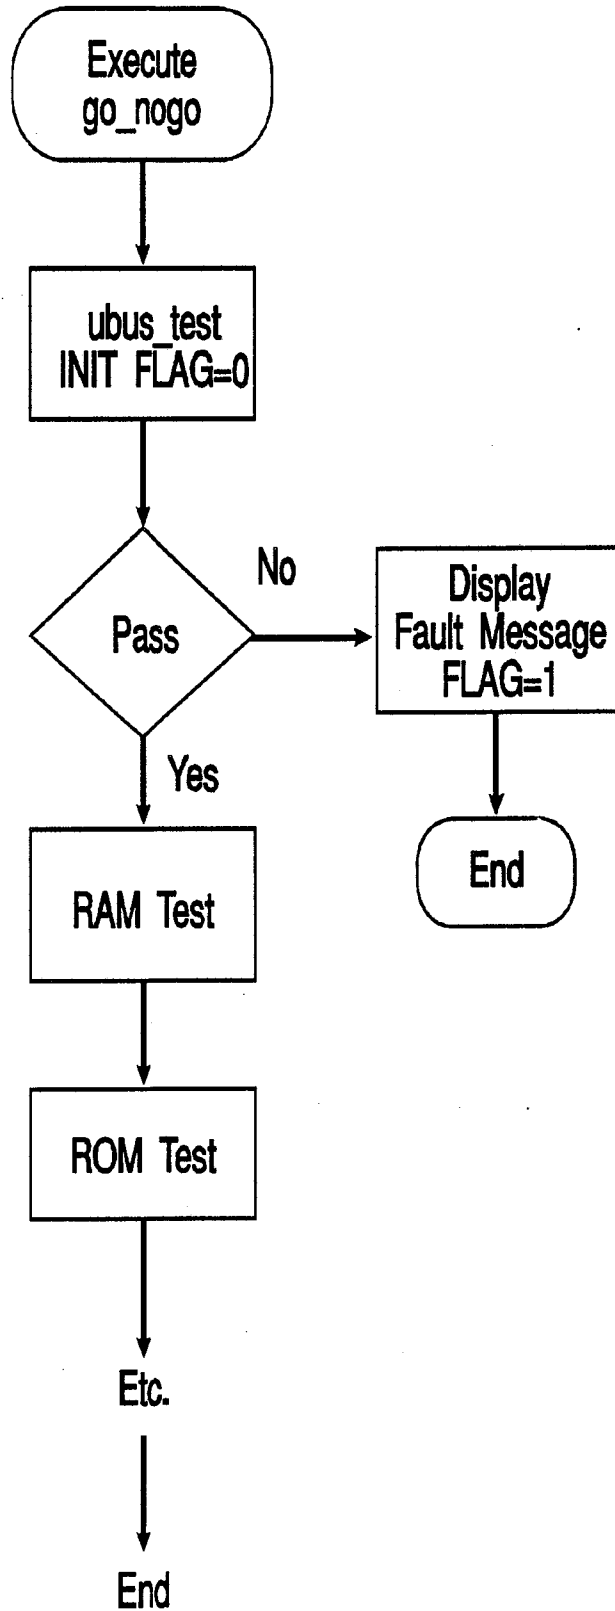 Execute
go_nogo
ubus_test
INIT FLAG=0
Pass
No
Display
Fault Message
FLAG=1
End
Yes
RAM Test
ROM Test
Etc.
End